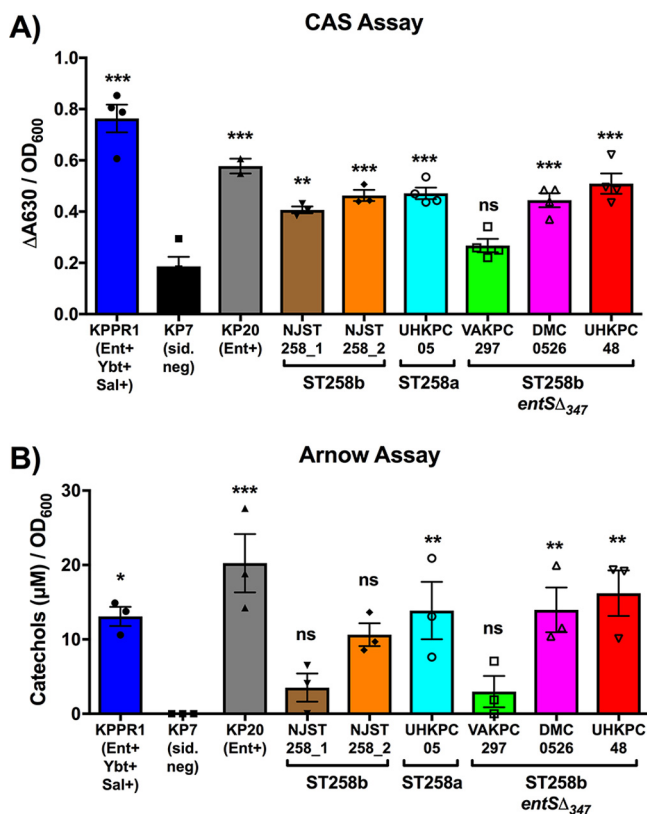 A)
CAS Assay
ΔA630 / OD600
0.0
0.2
0.4
0.6
0.8
1.0
***
***
**
***
***
ns
***
***
KPPR1 KP7 KP20 NJST NJST UHKPC VAKPC DMC UHKPC
(Ent+ (sid. (Ent+) 258_1 258_2 05 297 0526 48
Ybt+ neg) ST258b ST258a ST258b
Sal+) entSΔ347
B)
Arnow Assay
Catechols (µM) / OD600
0
10
20
30
*
***
ns
ns
**
ns
**
**
KPPR1 KP7 KP20 NJST NJST UHKPC VAKPC DMC UHKPC
(Ent+ (sid. (Ent+) 258_1 258_2 05 297 0526 48
Ybt+ neg) ST258b ST258a ST258b
Sal+) entSΔ347